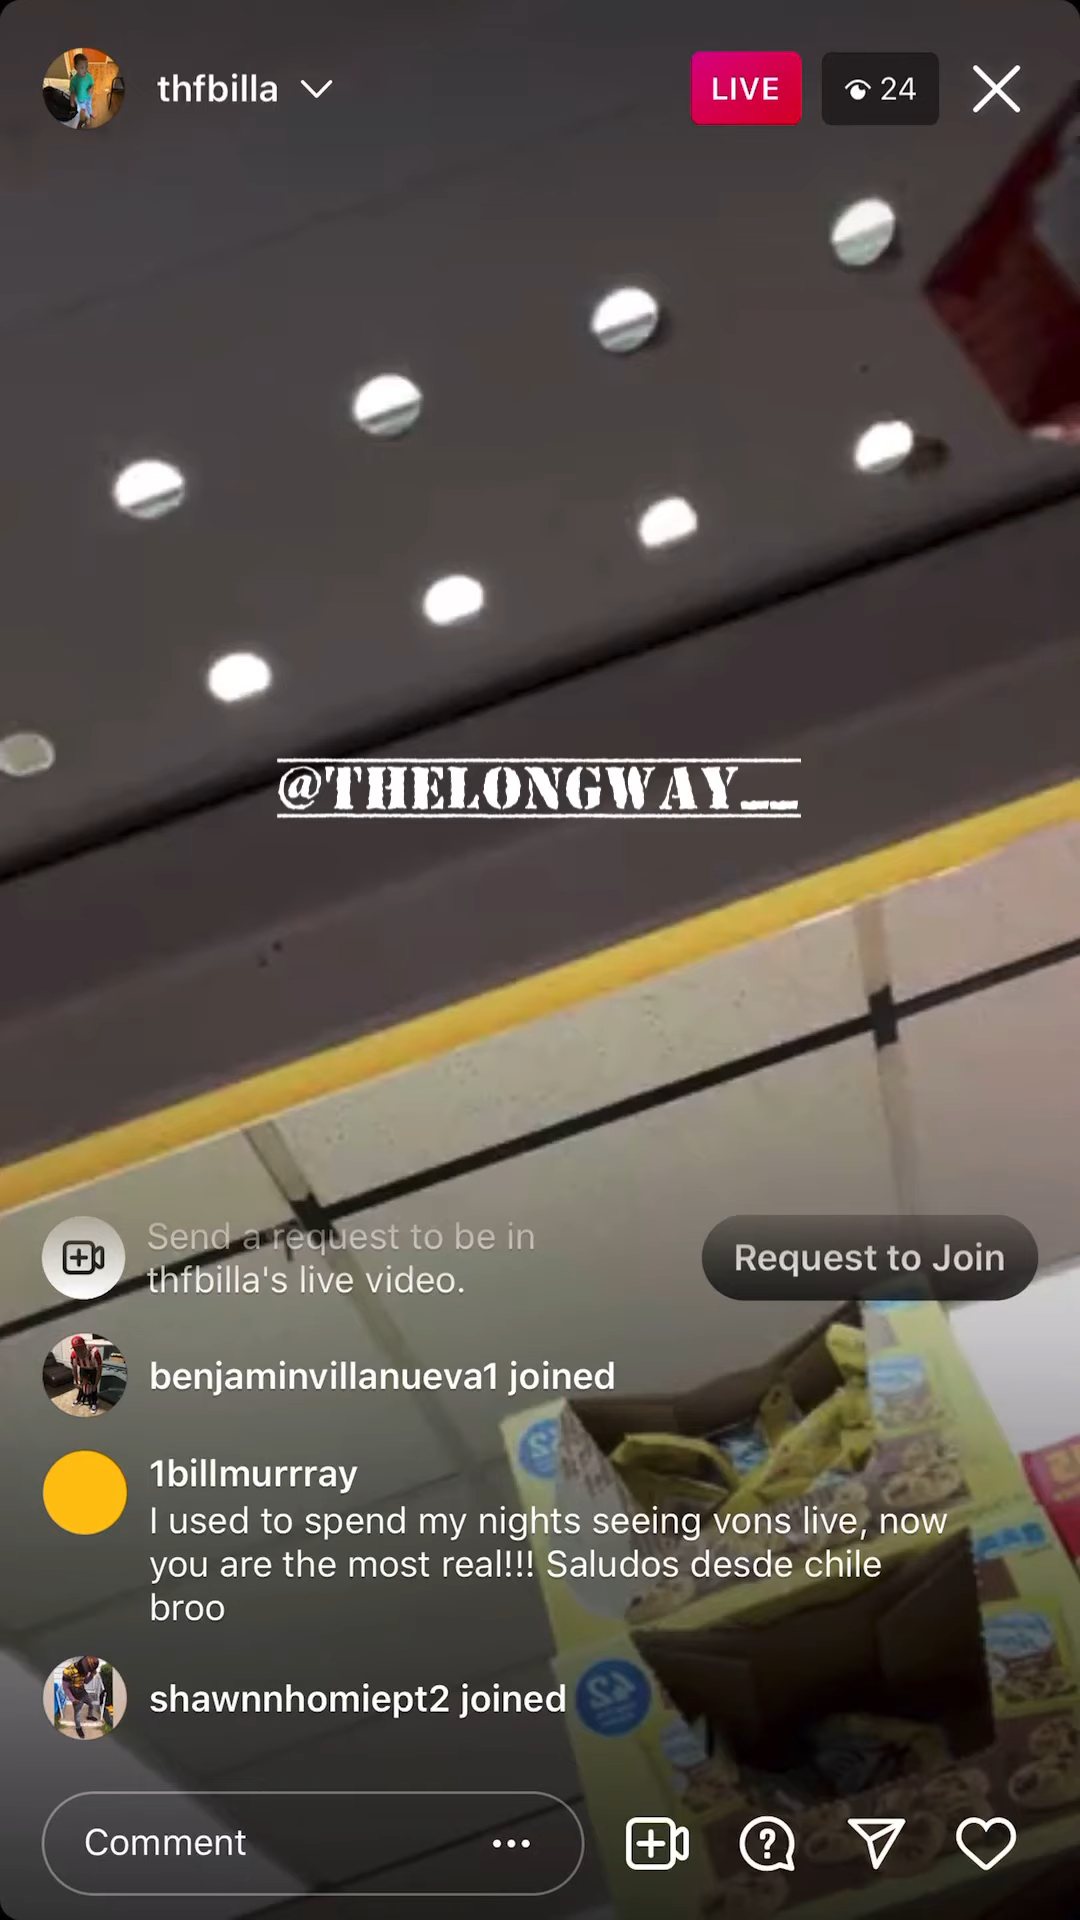 thfbilla
LIVE
24
@THELONGWAY__
Send a request to be in
thfbilla's live video.
Request to Join
benjaminvillanueva1 joined
1billmurrray
I used to spend my nights seeing vons live, now
you are the most real!!! Saludos desde chile
broo
shawnnhomiept2 joined
Comment